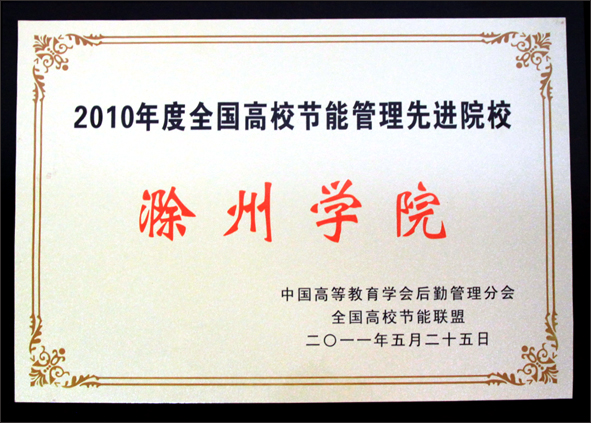 2010年度全国高校节能管理先进院校
滁州学院
中国高等教育学会后勤管理分会
全国高校节能联盟
二〇一一年五月二十五日